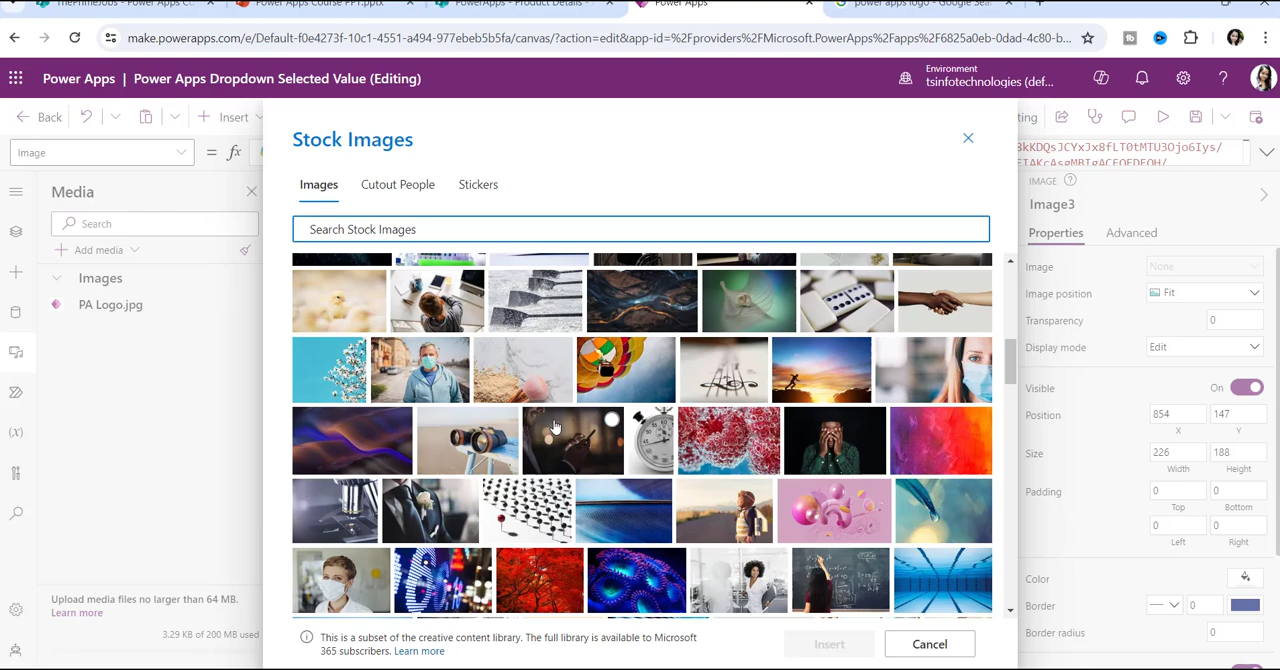 ThePrimeJobs - Power Apps Co
Power Apps Course PPT.pptx
PowerApps - Product Details -
Power Apps
power apps logo - Google Sea
make.powerapps.com/e/Default-f0e4273f-10c1-4551-a494-977ebeb5b5fa/canvas/?action=edit&app-id=%2Fproviders%2FMicrosoft.PowerApps%2Fapps%2F6825a0eb-0dad-4c80-b...
Power Apps | Power Apps Dropdown Selected Value (Editing)
Environment
tsinfotechnologies (def...
Back
Insert
ting
Image
= fx
8kKDQsJCYxJx8fLT0tMTU3Ojo6Iys/
Media
Search
Add media
Images
PA Logo.jpg
Upload media files no larger than 64 MB.
Learn more
3.29 KB of 200 MB used
Stock Images
Images
Cutout People
Stickers
Search Stock Images
This is a subset of the creative content library. The full library is available to Microsoft
365 subscribers. Learn more
Insert
Cancel
IMAGE
Image3
Properties
Advanced
Image
None
Image position
Fit
Transparency
0
Display mode
Edit
Visible
On
Position
854
147
X
Y
Size
226
188
Width
Height
Padding
0
0
Top
Bottom
0
0
Left
Right
Color
Border
0
Border radius
0